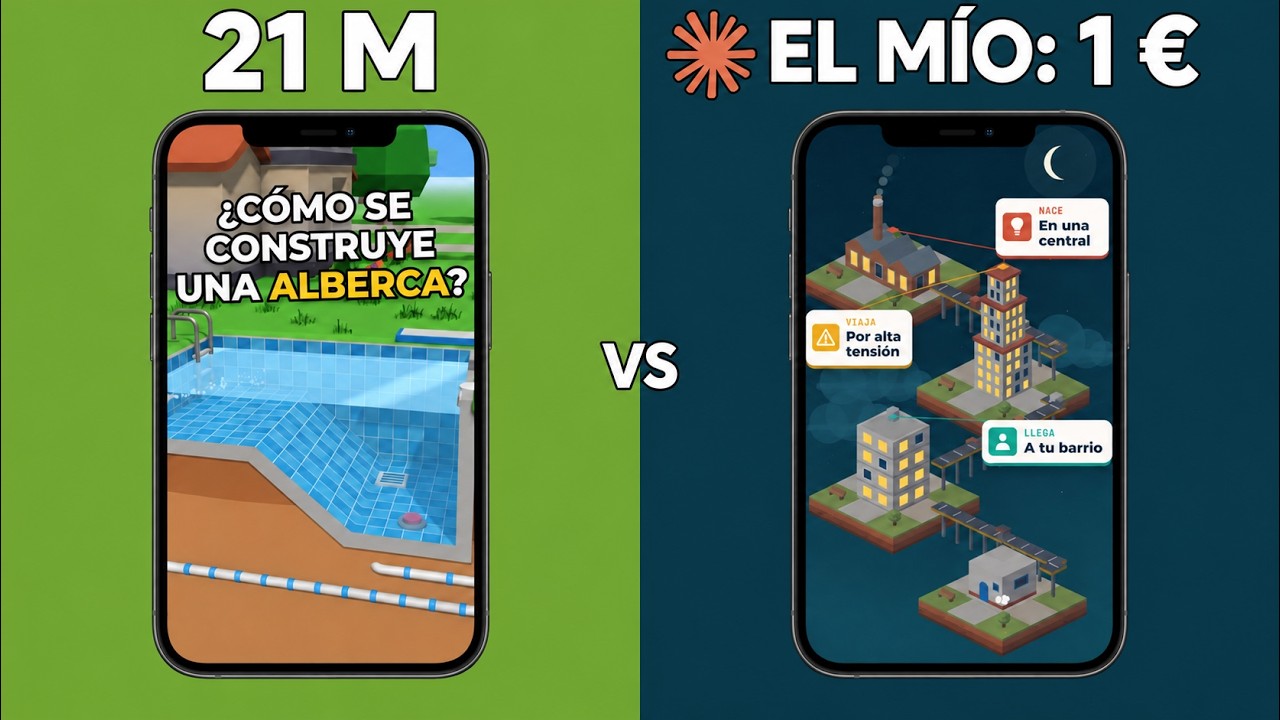 21 M
¿CÓMO SE
CONSTRUYE
UNA ALBERCA?
VS
EL MÍO: 1 €
NACE
En una
central
VIAJA
Por alta
tensión
LLEGA
A tu barrio